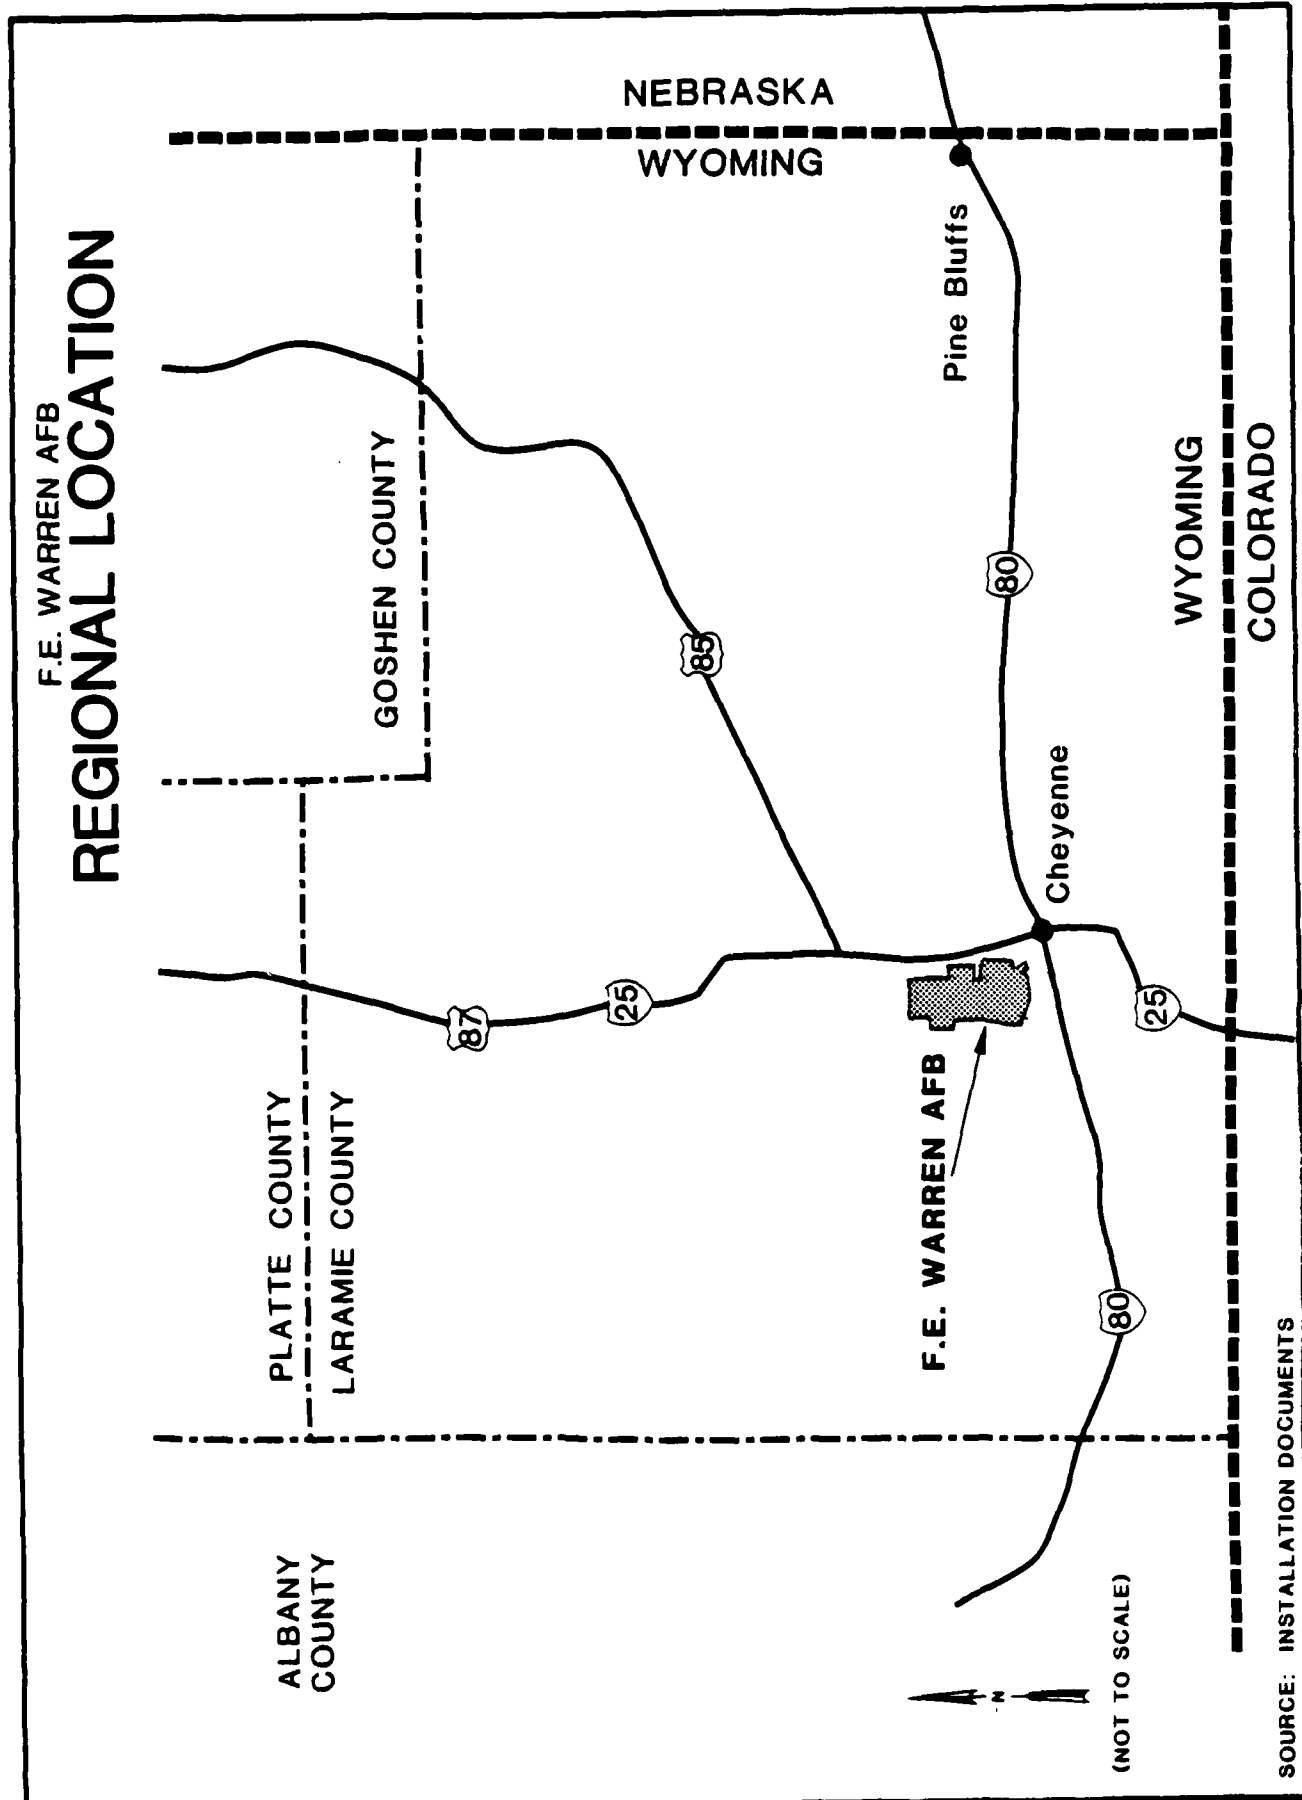 F.E. WARREN AFB
REGIONAL LOCATION
ALBANY
COUNTY
PLATTE COUNTY
LARAMIE COUNTY
GOSHEN COUNTY
87
25
85
NEBRASKA
WYOMING
F.E. WARREN AFB
Pine Bluffs
80
Cheyenne
80
25
N
(NOT TO SCALE)
WYOMING
COLORADO
SOURCE: INSTALLATION DOCUMENTS